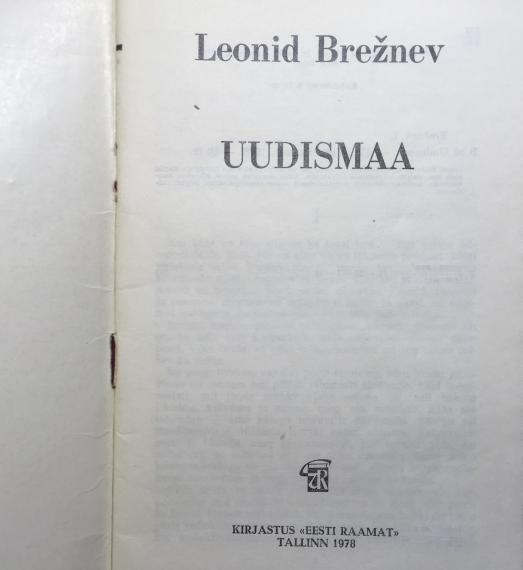 Leonid Brežnev
UUDISMAA
KIRJASTUS «EESTI RAAMAT»
TALLINN 1978